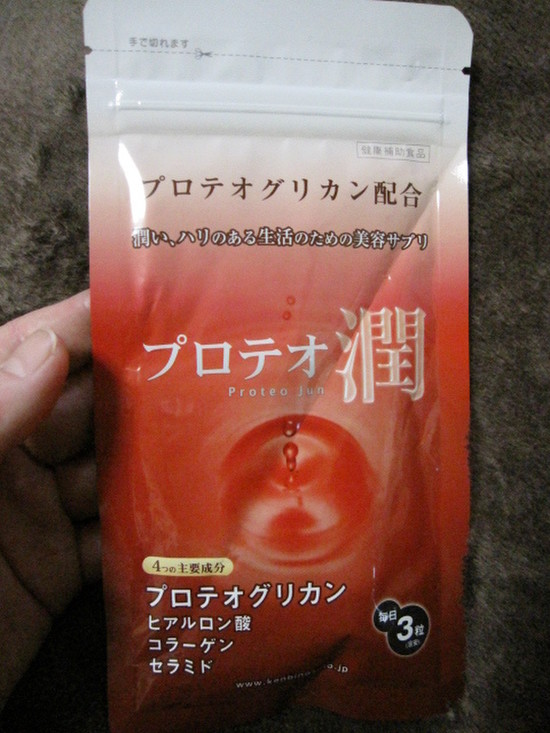 手で切れます
健康補助食品
プロテオグリカン配合
潤い、ハリのある生活のための美容サプリ
プロテオ潤
Proteo Jun
4つの主要成分
プロテオグリカン
ヒアルロン酸
コラーゲン
セラミド
毎日
3粒